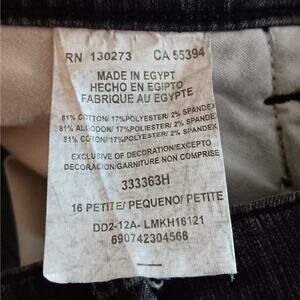 RN 130273 CA 55394
MADE IN EGYPT
HECHO EN EGIPTO
FABRIQUE AU EGYPTE
81% COTTON/ 17%POLYESTER/ 2% SPANDEX
81% ALGODON/ 17%POLIESTER/ 2% SPANDEX
81% COTON/ 17%POLYESTER/ 2% SPANDEX
EXCLUSIVE OF DECORATION/EXCEPTO
DECORACION/GARNITURE NON COMPRISE
333363H
16 PETITE/ PEQUENO/ PETITE
DD2-12A- LMKH16121
690742304568